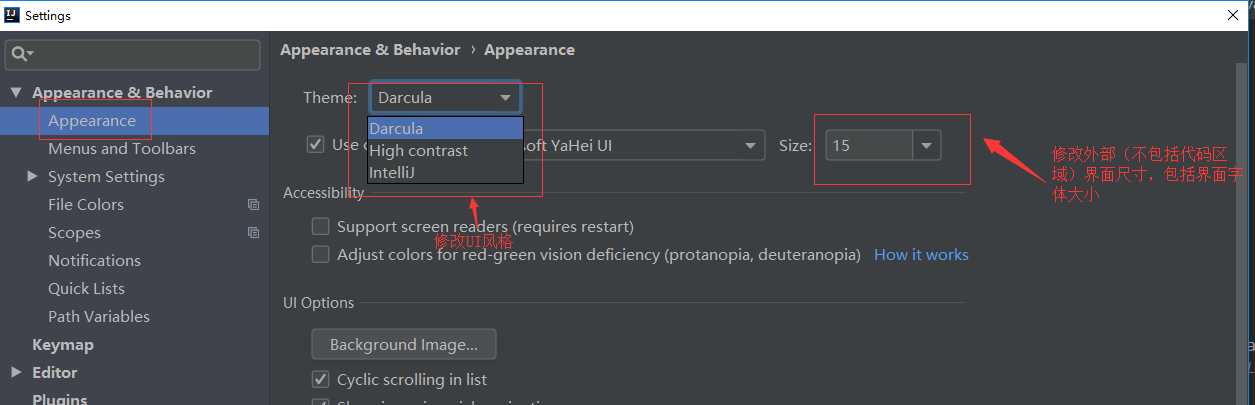 Settings
Appearance & Behavior › Appearance
Appearance & Behavior
Appearance
Menus and Toolbars
System Settings
File Colors
Scopes
Notifications
Quick Lists
Path Variables
Keymap
Editor
Plugins
Theme: Darcula
Darcula
High contrast
IntelliJ
Use
soft YaHei UI
Size: 15
修改外部（不包括代码区
域）界面尺寸，包括界面字
体大小
Accessibility
修改UI风格
Support screen readers (requires restart)
Adjust colors for red-green vision deficiency (protanopia, deuteranopia) How it works
UI Options
Background Image...
Cyclic scrolling in list